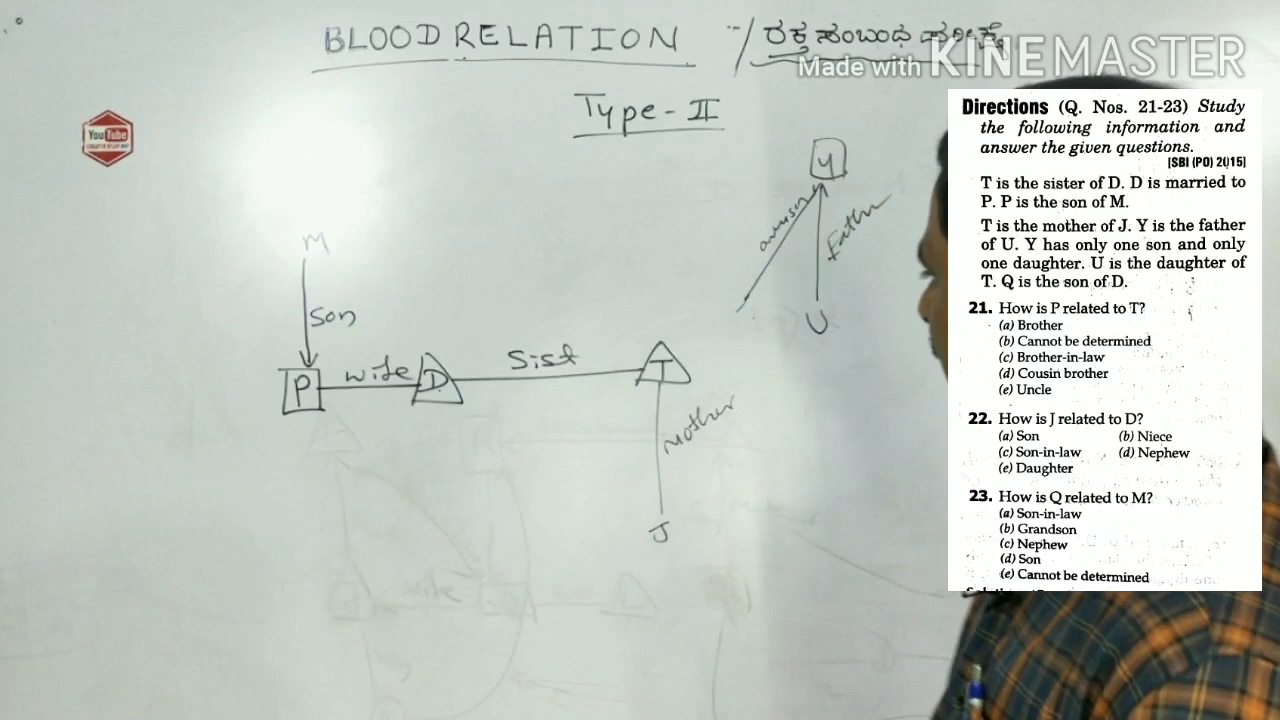 BLOOD RELATION / ರಕ್ತ ಸಂಬಂಧ ಪರೀಕ್ಷೆ
Made with KINEMASTER
Type - II
YouTube
Y
Father
U
M
Son
P
wife
D
Sist
T
Mother
J
Directions (Q. Nos. 21-23) Study
the following information and
answer the given questions.
[SBI (PO) 2015]
T is the sister of D. D is married to
P. P is the son of M.
T is the mother of J. Y is the father
of U. Y has only one son and only
one daughter. U is the daughter of
T. Q is the son of D.
21. How is P related to T?
(a) Brother
(b) Cannot be determined
(c) Brother-in-law
(d) Cousin brother
(e) Uncle
22. How is J related to D?
(a) Son (b) Niece
(c) Son-in-law (d) Nephew
(e) Daughter
23. How is Q related to M?
(a) Son-in-law
(b) Grandson
(c) Nephew
(d) Son
(e) Cannot be determined